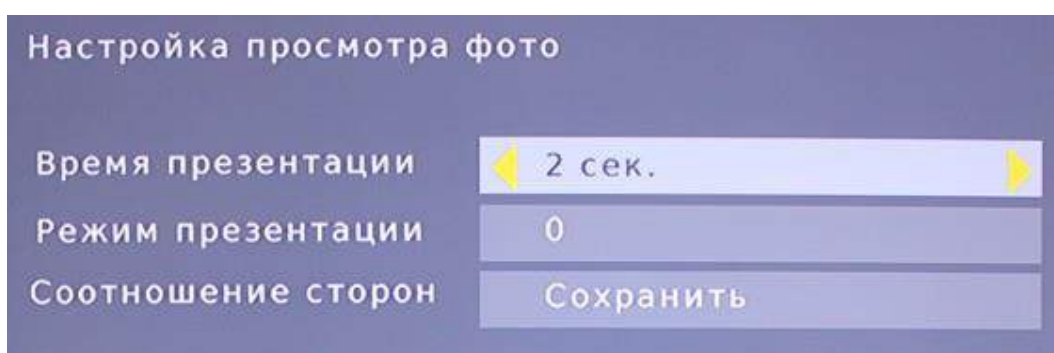 Настройка просмотра фото
Время презентации 2 сек.
Режим презентации 0
Соотношение сторон Сохранить